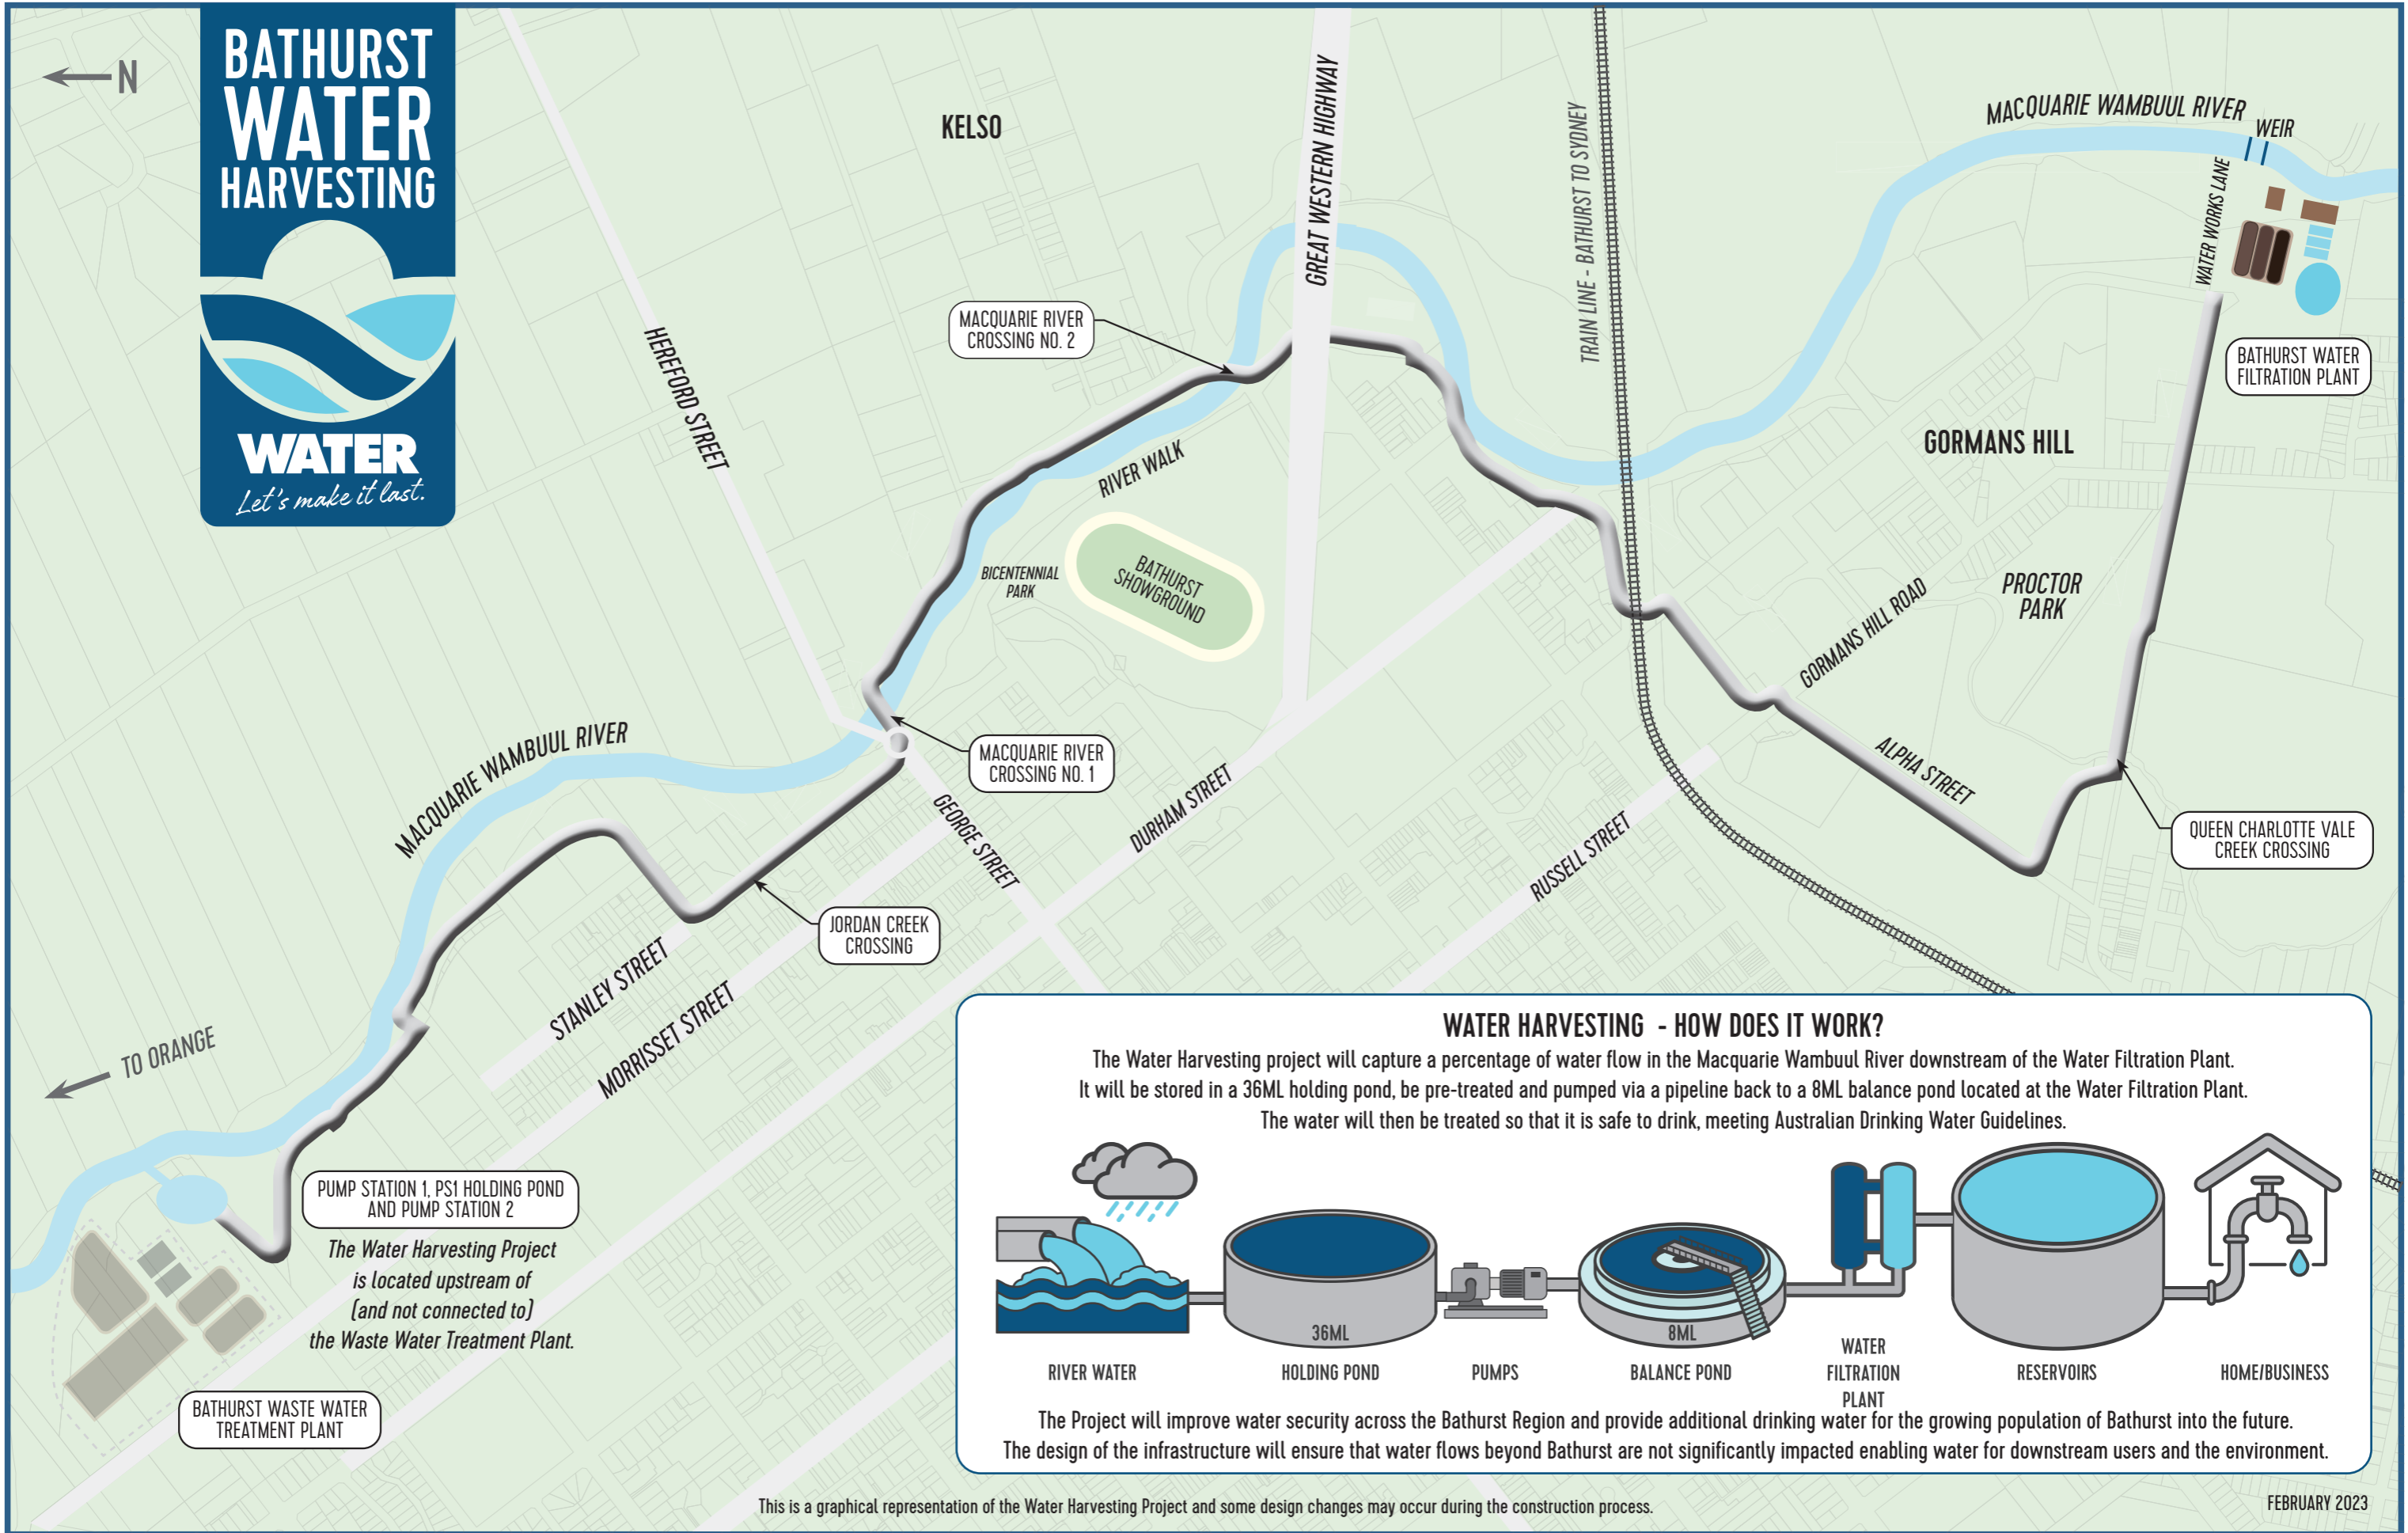 BATHURST
WATER
HARVESTING
WATER
Let's make it last.
N
KELSO
GREAT WESTERN HIGHWAY
TRAIN LINE - BATHURST TO SYDNEY
MACQUARIE WAMBUUL RIVER
WEIR
WATER WORKS LANE
BATHURST WATER
FILTRATION PLANT
HEREFORD STREET
MACQUARIE RIVER
CROSSING NO. 2
RIVER WALK
GORMANS HILL
BICENTENNIAL
PARK
BATHURST
SHOWGROUND
PROCTOR
PARK
GORMANS HILL ROAD
MACQUARIE WAMBUUL RIVER
MACQUARIE RIVER
CROSSING NO. 1
ALPHA STREET
GEORGE STREET
DURHAM STREET
RUSSELL STREET
QUEEN CHARLOTTE VALE
CREEK CROSSING
JORDAN CREEK
CROSSING
STANLEY STREET
MORRISSET STREET
TO ORANGE
PUMP STATION 1, PS1 HOLDING POND
AND PUMP STATION 2
The Water Harvesting Project
is located upstream of
(and not connected to)
the Waste Water Treatment Plant.
BATHURST WASTE WATER
TREATMENT PLANT
WATER HARVESTING - HOW DOES IT WORK?
The Water Harvesting project will capture a percentage of water flow in the Macquarie Wambuul River downstream of the Water Filtration Plant.
It will be stored in a 36ML holding pond, be pre-treated and pumped via a pipeline back to a 8ML balance pond located at the Water Filtration Plant.
The water will then be treated so that it is safe to drink, meeting Australian Drinking Water Guidelines.
36ML
8ML
RIVER WATER
HOLDING POND
PUMPS
BALANCE POND
WATER
FILTRATION
PLANT
RESERVOIRS
HOME/BUSINESS
The Project will improve water security across the Bathurst Region and provide additional drinking water for the growing population of Bathurst into the future.
The design of the infrastructure will ensure that water flows beyond Bathurst are not significantly impacted enabling water for downstream users and the environment.
This is a graphical representation of the Water Harvesting Project and some design changes may occur during the construction process.
FEBRUARY 2023